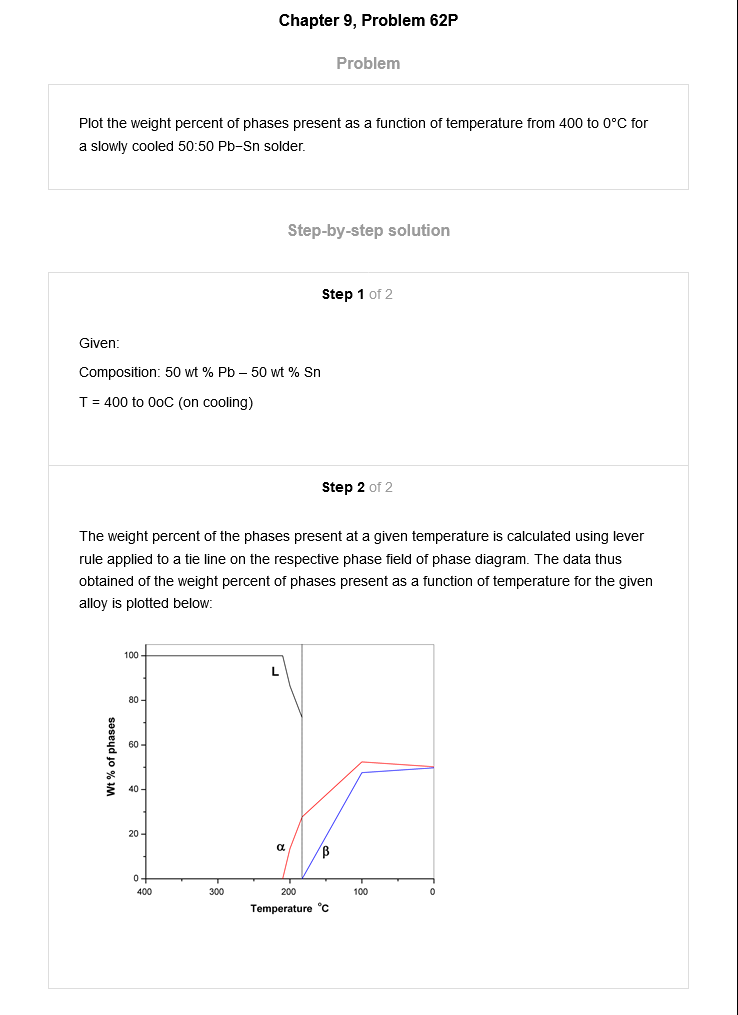 Chapter 9, Problem 62P
Problem
Plot the weight percent of phases present as a function of temperature from 400 to 0°C for
a slowly cooled 50:50 Pb−Sn solder.
Step-by-step solution
Step 1 of 2
Given:
Composition: 50 wt % Pb – 50 wt % Sn
T = 400 to 0oC (on cooling)
Step 2 of 2
The weight percent of the phases present at a given temperature is calculated using lever
rule applied to a tie line on the respective phase field of phase diagram. The data thus
obtained of the weight percent of phases present as a function of temperature for the given
alloy is plotted below:
Wt % of phases
100
80
60
40
20
0
L
α
β
400 300 200 100 0
Temperature °C